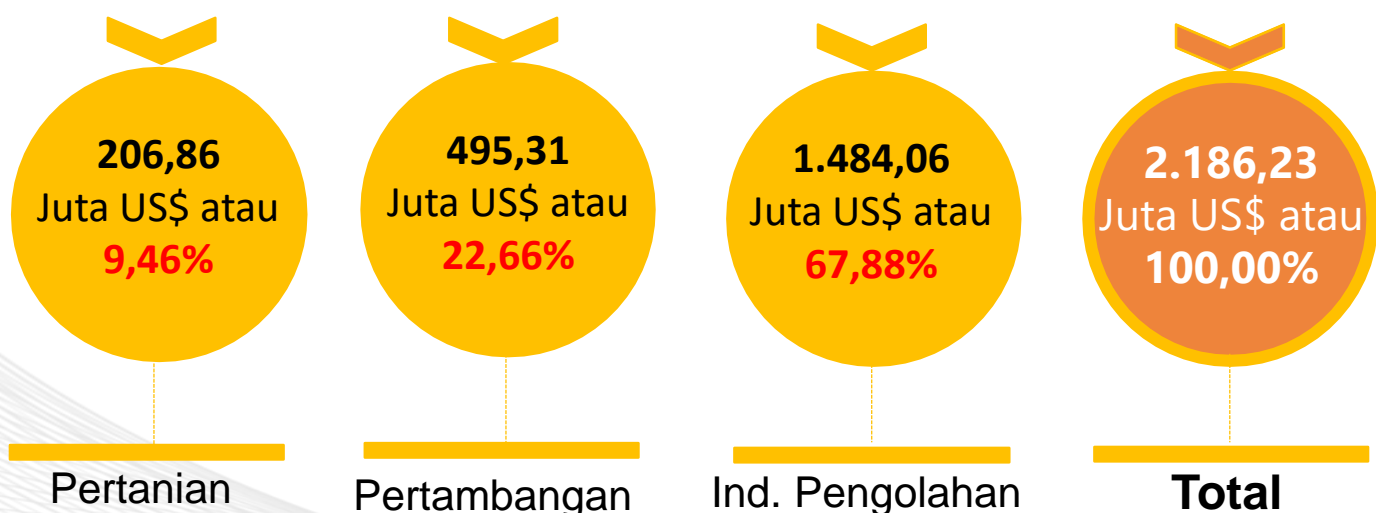 206,86
Juta US$ atau
9,46%
Pertanian
495,31
Juta US$ atau
22,66%
Pertambangan
1.484,06
Juta US$ atau
67,88%
Ind. Pengolahan
2.186,23
Juta US$ atau
100,00%
Total